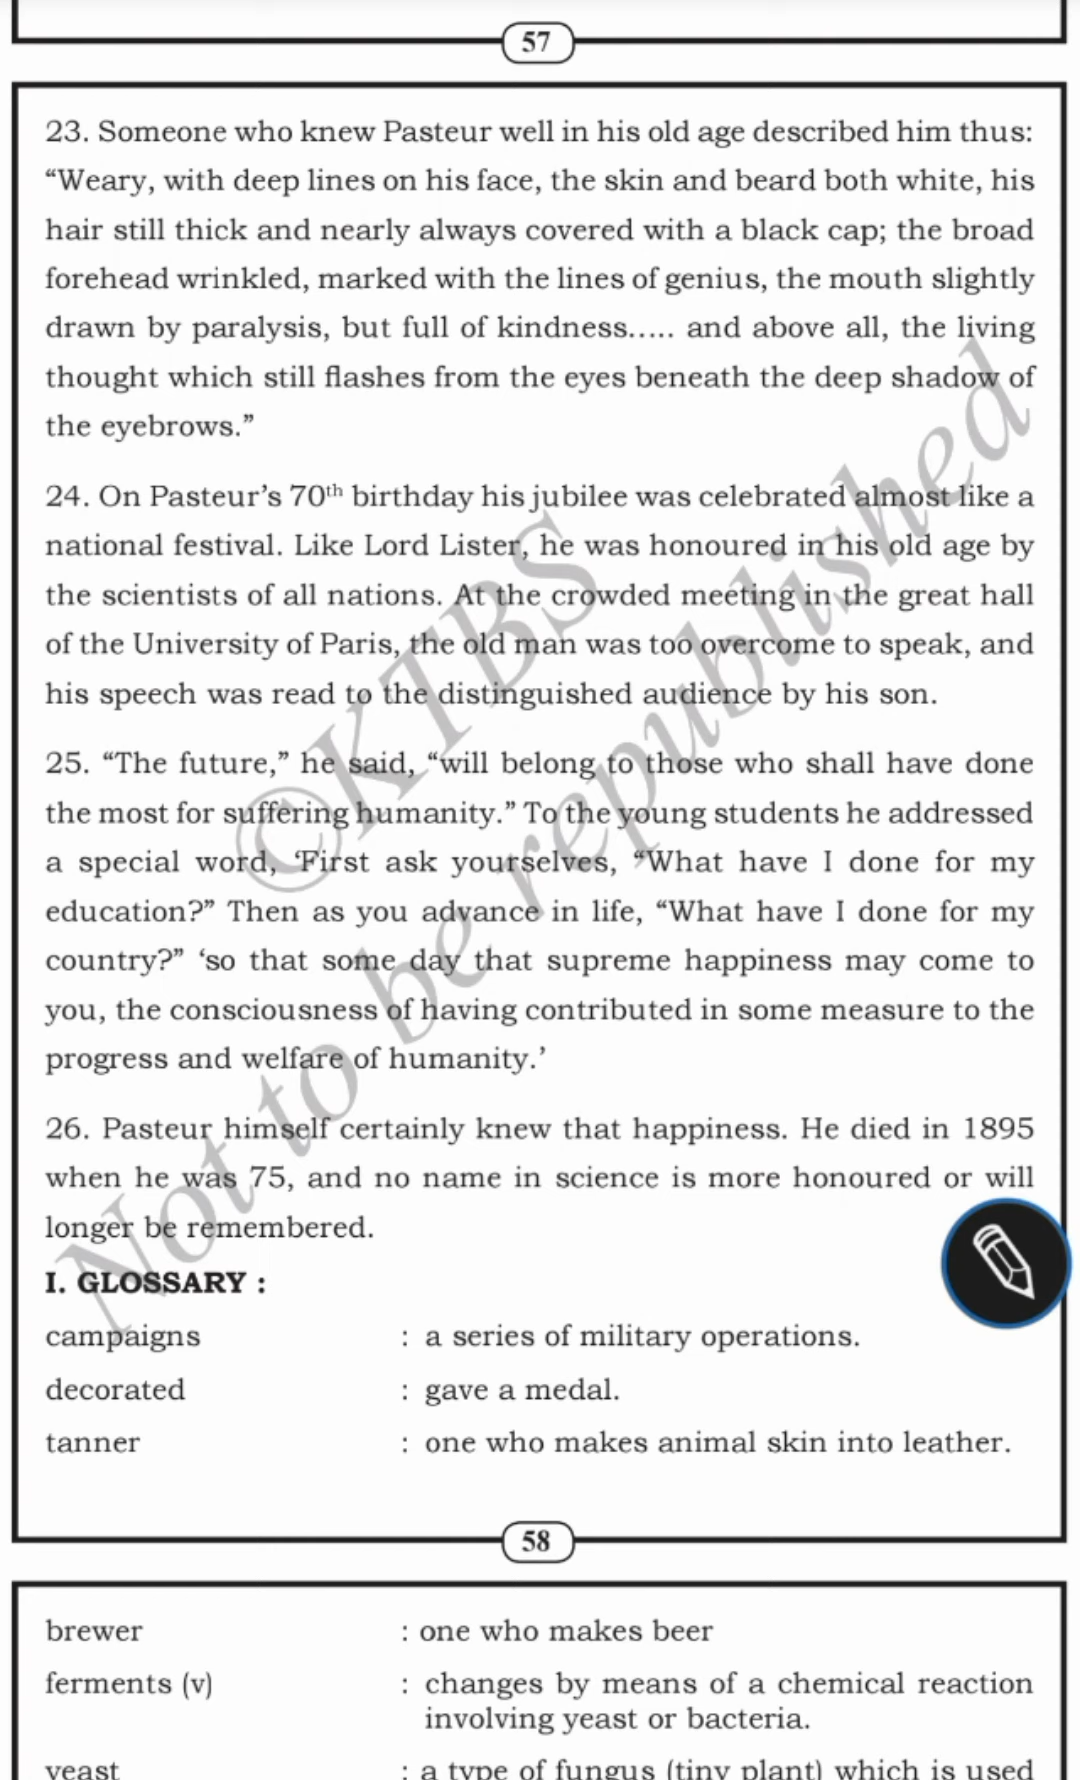 57
23. Someone who knew Pasteur well in his old age described him thus:
“Weary, with deep lines on his face, the skin and beard both white, his
hair still thick and nearly always covered with a black cap; the broad
forehead wrinkled, marked with the lines of genius, the mouth slightly
drawn by paralysis, but full of kindness..... and above all, the living
thought which still flashes from the eyes beneath the deep shadow of
the eyebrows.”
24. On Pasteur’s 70th birthday his jubilee was celebrated almost like a
national festival. Like Lord Lister, he was honoured in his old age by
the scientists of all nations. At the crowded meeting in the great hall
of the University of Paris, the old man was too overcome to speak, and
his speech was read to the distinguished audience by his son.
25. “The future,” he said, “will belong to those who shall have done
the most for suffering humanity.” To the young students he addressed
a special word, ‘First ask yourselves, “What have I done for my
education?” Then as you advance in life, “What have I done for my
country?” ‘so that some day that supreme happiness may come to
you, the consciousness of having contributed in some measure to the
progress and welfare of humanity.’
26. Pasteur himself certainly knew that happiness. He died in 1895
when he was 75, and no name in science is more honoured or will
longer be remembered.
I. GLOSSARY :
campaigns : a series of military operations.
decorated : gave a medal.
tanner : one who makes animal skin into leather.
58
brewer : one who makes beer
ferments (v) : changes by means of a chemical reaction
involving yeast or bacteria.
yeast : a type of fungus (tiny plant) which is used
©KTBS
Not to be republished